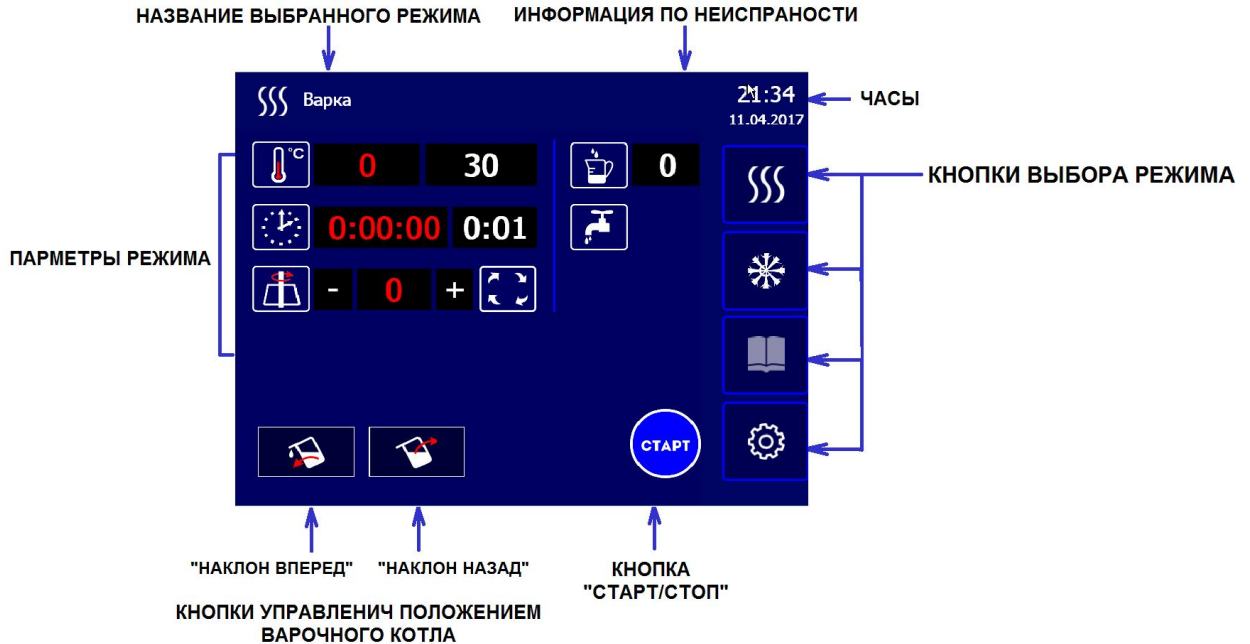 НАЗВАНИЕ ВЫБРАННОГО РЕЖИМА
ИНФОРМАЦИЯ ПО НЕИСПРАНОСТИ
Варка
21:34
11.04.2017
ЧАСЫ
°C
0
30
0
КНОПКИ ВЫБОРА РЕЖИМА
0:00:00
0:01
ПАРМЕТРЫ РЕЖИМА
- 0 +
СТАРТ
"НАКЛОН ВПЕРЕД"
"НАКЛОН НАЗАД"
КНОПКА
"СТАРТ/СТОП"
КНОПКИ УПРАВЛЕНИЧ ПОЛОЖЕНИЕМ
ВАРОЧНОГО КОТЛА